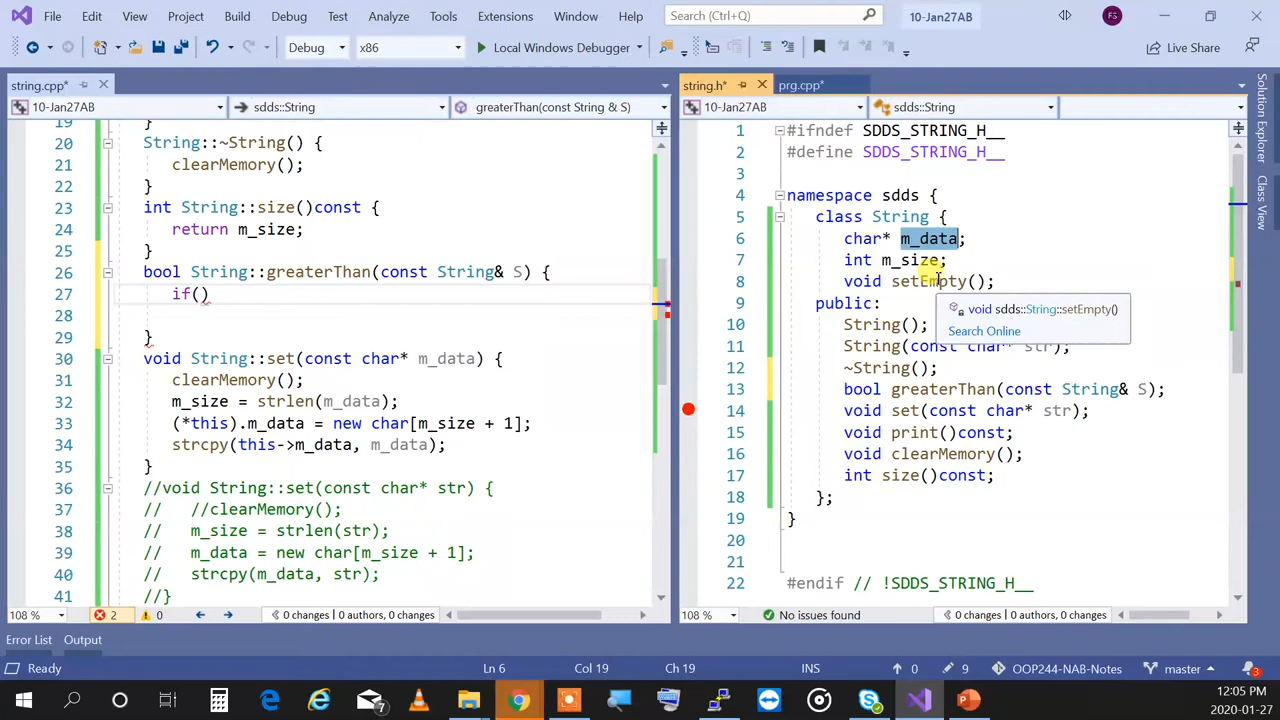 File Edit View Project Build Debug Test Analyze Tools Extensions Window Help Search (Ctrl+Q) 10-Jan27AB FS
Debug x86 Local Windows Debugger Live Share
string.cpp*
10-Jan27AB sdds::String greaterThan(const String & S)
19 }
20 String::~String() {
21 clearMemory();
22 }
23 int String::size()const {
24 return m_size;
25 }
26 bool String::greaterThan(const String& S) {
27 if()
28
29 }
30 void String::set(const char* m_data) {
31 clearMemory();
32 m_size = strlen(m_data);
33 (*this).m_data = new char[m_size + 1];
34 strcpy(this->m_data, m_data);
35 }
36 //void String::set(const char* str) {
37 // //clearMemory();
38 // m_size = strlen(str);
39 // m_data = new char[m_size + 1];
40 // strcpy(m_data, str);
41 //}
108 % 2 0 0 changes | 0 authors, 0 changes
string.h* prg.cpp*
10-Jan27AB sdds::String
1 #ifndef SDDS_STRING_H__
2 #define SDDS_STRING_H__
3
4 namespace sdds {
5 class String {
6 char* m_data;
7 int m_size;
8 void setEmpty();
9 public:
void sdds::String::setEmpty()
Search Online
10 String();
11 String(const char* str);
12 ~String();
13 bool greaterThan(const String& S);
14 void set(const char* str);
15 void print()const;
16 void clearMemory();
17 int size()const;
18 };
19 }
20
21
22 #endif // !SDDS_STRING_H__
108 % No issues found 0 changes | 0 authors, 0 changes
Solution Explorer
Class View
Error List Output
Ready Ln 6 Col 19 Ch 19 INS 0 9 OOP244-NAB-Notes master 3
7 12:05 PM
2020-01-27